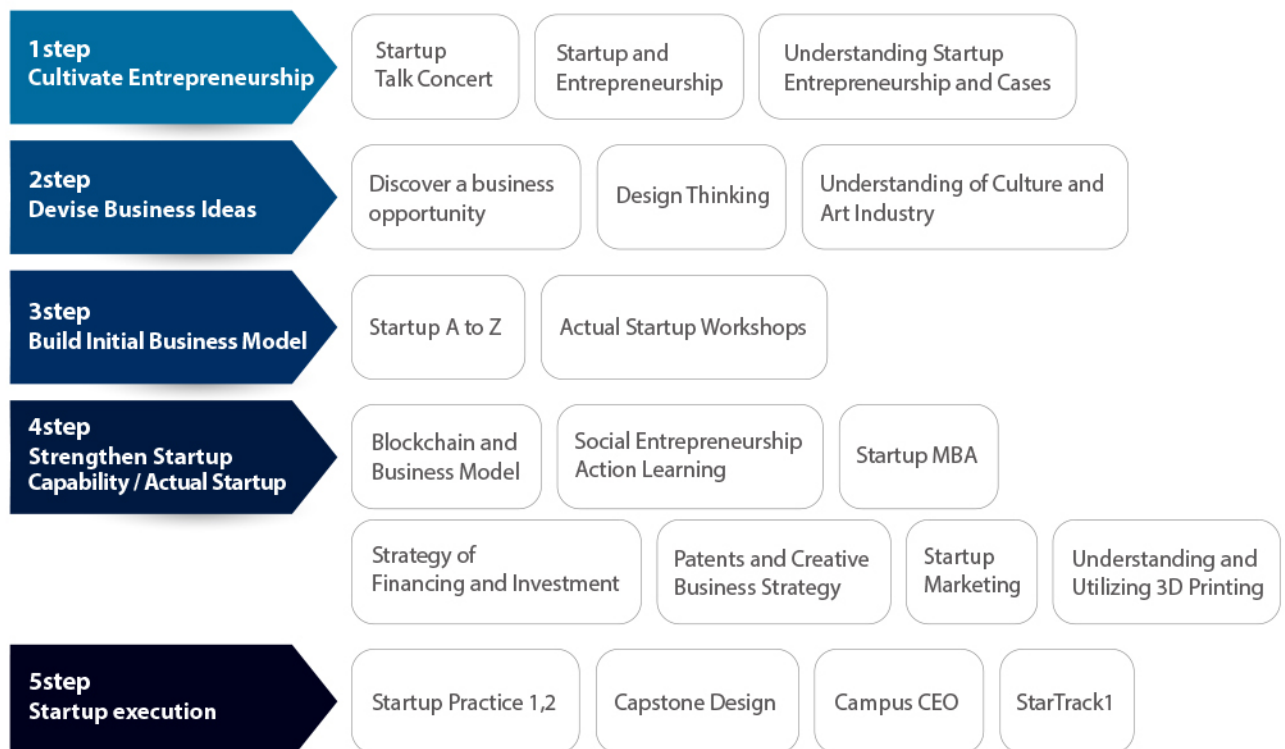 1step
Cultivate Entrepreneurship
Startup
Talk Concert
Startup and
Entrepreneurship
Understanding Startup
Entrepreneurship and Cases
2step
Devise Business Ideas
Discover a business
opportunity
Design Thinking
Understanding of Culture and
Art Industry
3step
Build Initial Business Model
Startup A to Z
Actual Startup Workshops
4step
Strengthen Startup
Capability / Actual Startup
Blockchain and
Business Model
Social Entrepreneurship
Action Learning
Startup MBA
Strategy of
Financing and Investment
Patents and Creative
Business Strategy
Startup
Marketing
Understanding and
Utilizing 3D Printing
5step
Startup execution
Startup Practice 1,2
Capstone Design
Campus CEO
StarTrack1